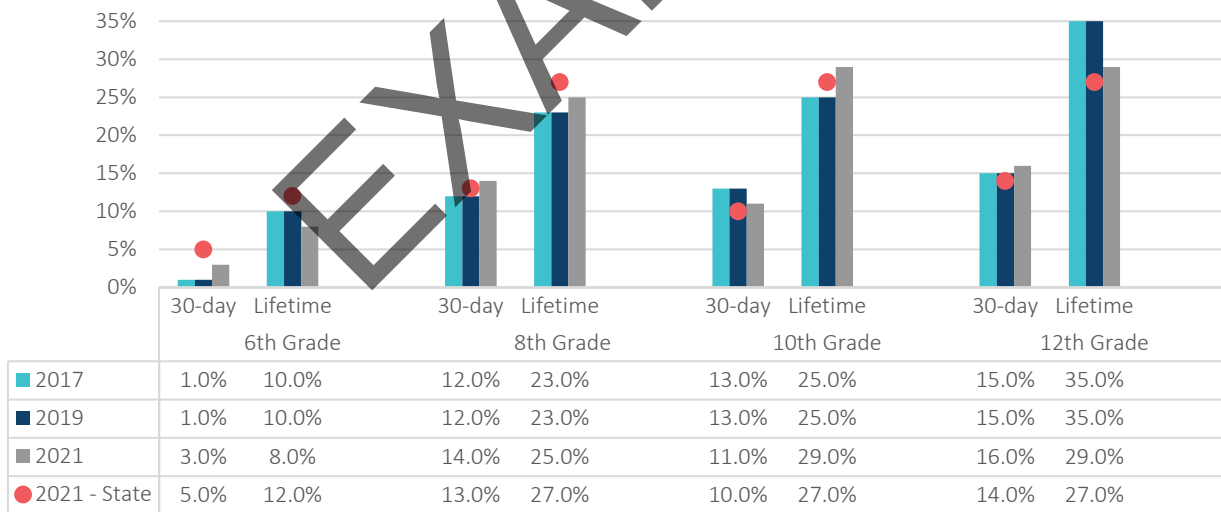 35%
30%
25%
20%
15%
10%
5%
0%
30-day Lifetime 30-day Lifetime 30-day Lifetime 30-day Lifetime
6th Grade 8th Grade 10th Grade 12th Grade
2017 1.0% 10.0% 12.0% 23.0% 13.0% 25.0% 15.0% 35.0%
2019 1.0% 10.0% 12.0% 23.0% 13.0% 25.0% 15.0% 35.0%
2021 3.0% 8.0% 14.0% 25.0% 11.0% 29.0% 16.0% 29.0%
2021 - State 5.0% 12.0% 13.0% 27.0% 10.0% 27.0% 14.0% 27.0%